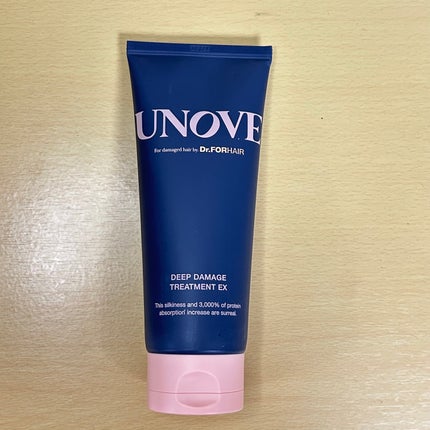 UNOVE
For damaged hair by Dr.FORHAIR
DEEP DAMAGE
TREATMENT EX
This silkiness and 3,000% of protein
absorption increase are surreal.